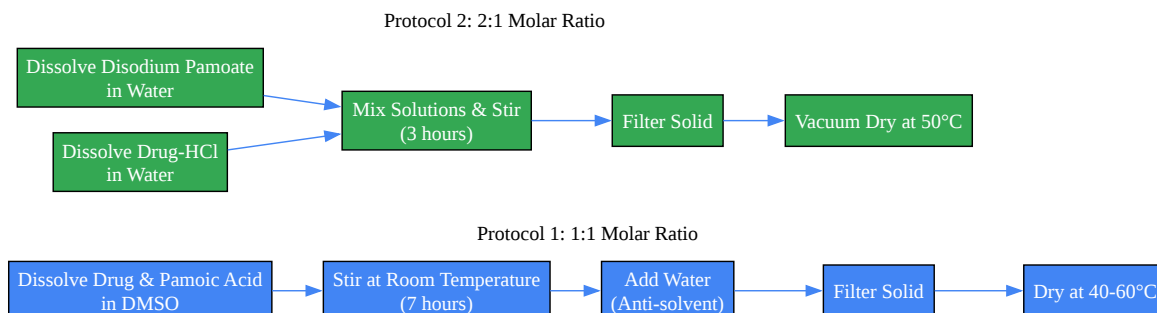 Protocol 2: 2:1 Molar Ratio
Dissolve Disodium Pamoate
in Water
Dissolve Drug-HCl
in Water
Mix Solutions & Stir
(3 hours)
Filter Solid
Vacuum Dry at 50°C
Protocol 1: 1:1 Molar Ratio
Dissolve Drug & Pamoic Acid
in DMSO
Stir at Room Temperature
(7 hours)
Add Water
(Anti-solvent)
Filter Solid
Dry at 40-60°C